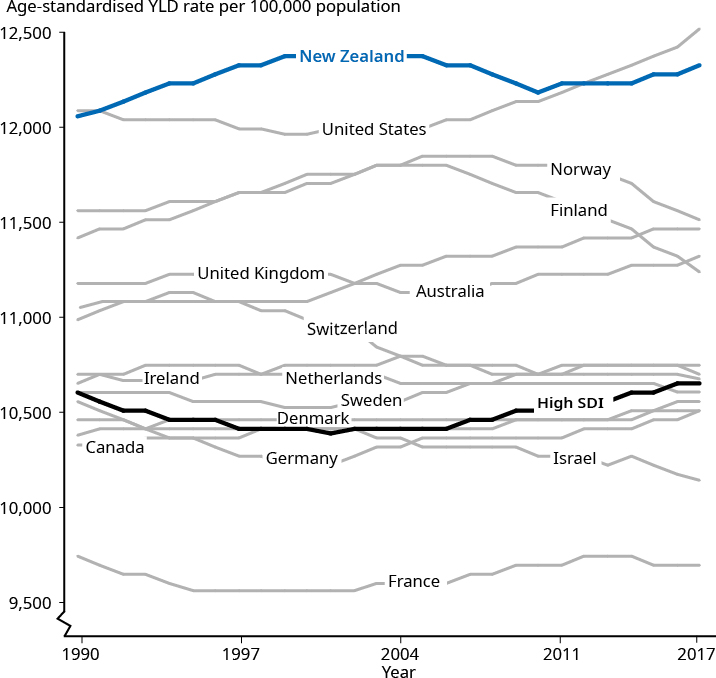 Age-standardised YLD rate per 100,000 population
12,500
New Zealand
12,000
United States
Norway
11,500
Finland
United Kingdom
Australia
11,000
Switzerland
Ireland
Netherlands
Sweden
High SDI
10,500
Denmark
Canada
Germany
Israel
10,000
France
9,500
1990 1997 2004 2011 2017
Year